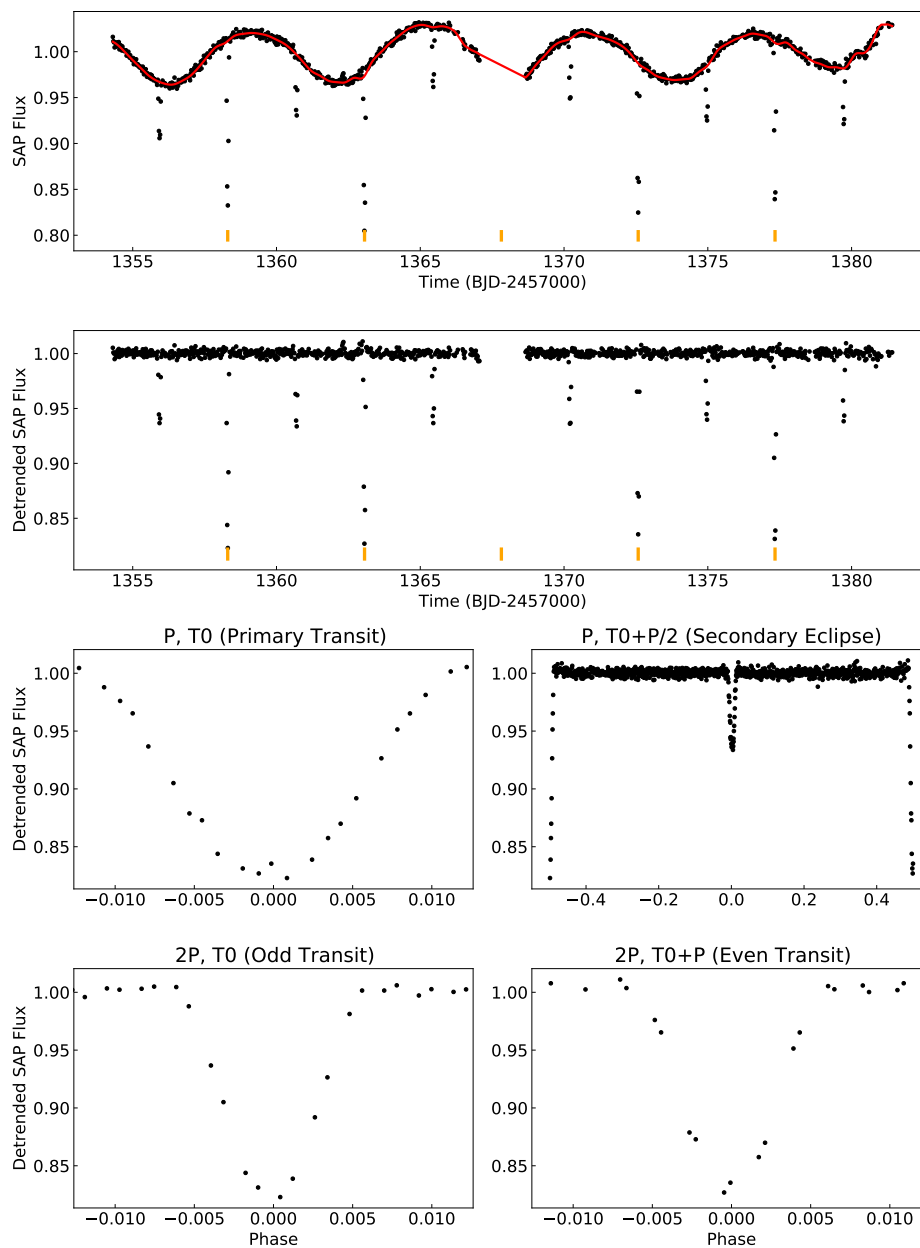 1.00
0.95
0.90
0.85
0.80
SAP Flux
1355 1360 1365 1370 1375 1380
Time (BJD-2457000)
1.00
0.95
0.90
0.85
Detrended SAP Flux
1355 1360 1365 1370 1375 1380
Time (BJD-2457000)
P, T0 (Primary Transit)
1.00
0.95
0.90
0.85
Detrended SAP Flux
−0.010 −0.005 0.000 0.005 0.010
P, T0+P/2 (Secondary Eclipse)
1.00
0.95
0.90
0.85
Detrended SAP Flux
−0.4 −0.2 0.0 0.2 0.4
2P, T0 (Odd Transit)
1.00
0.95
0.90
0.85
Detrended SAP Flux
−0.010 −0.005 0.000 0.005 0.010
Phase
2P, T0+P (Even Transit)
1.00
0.95
0.90
0.85
Detrended SAP Flux
−0.010 −0.005 0.000 0.005 0.010
Phase